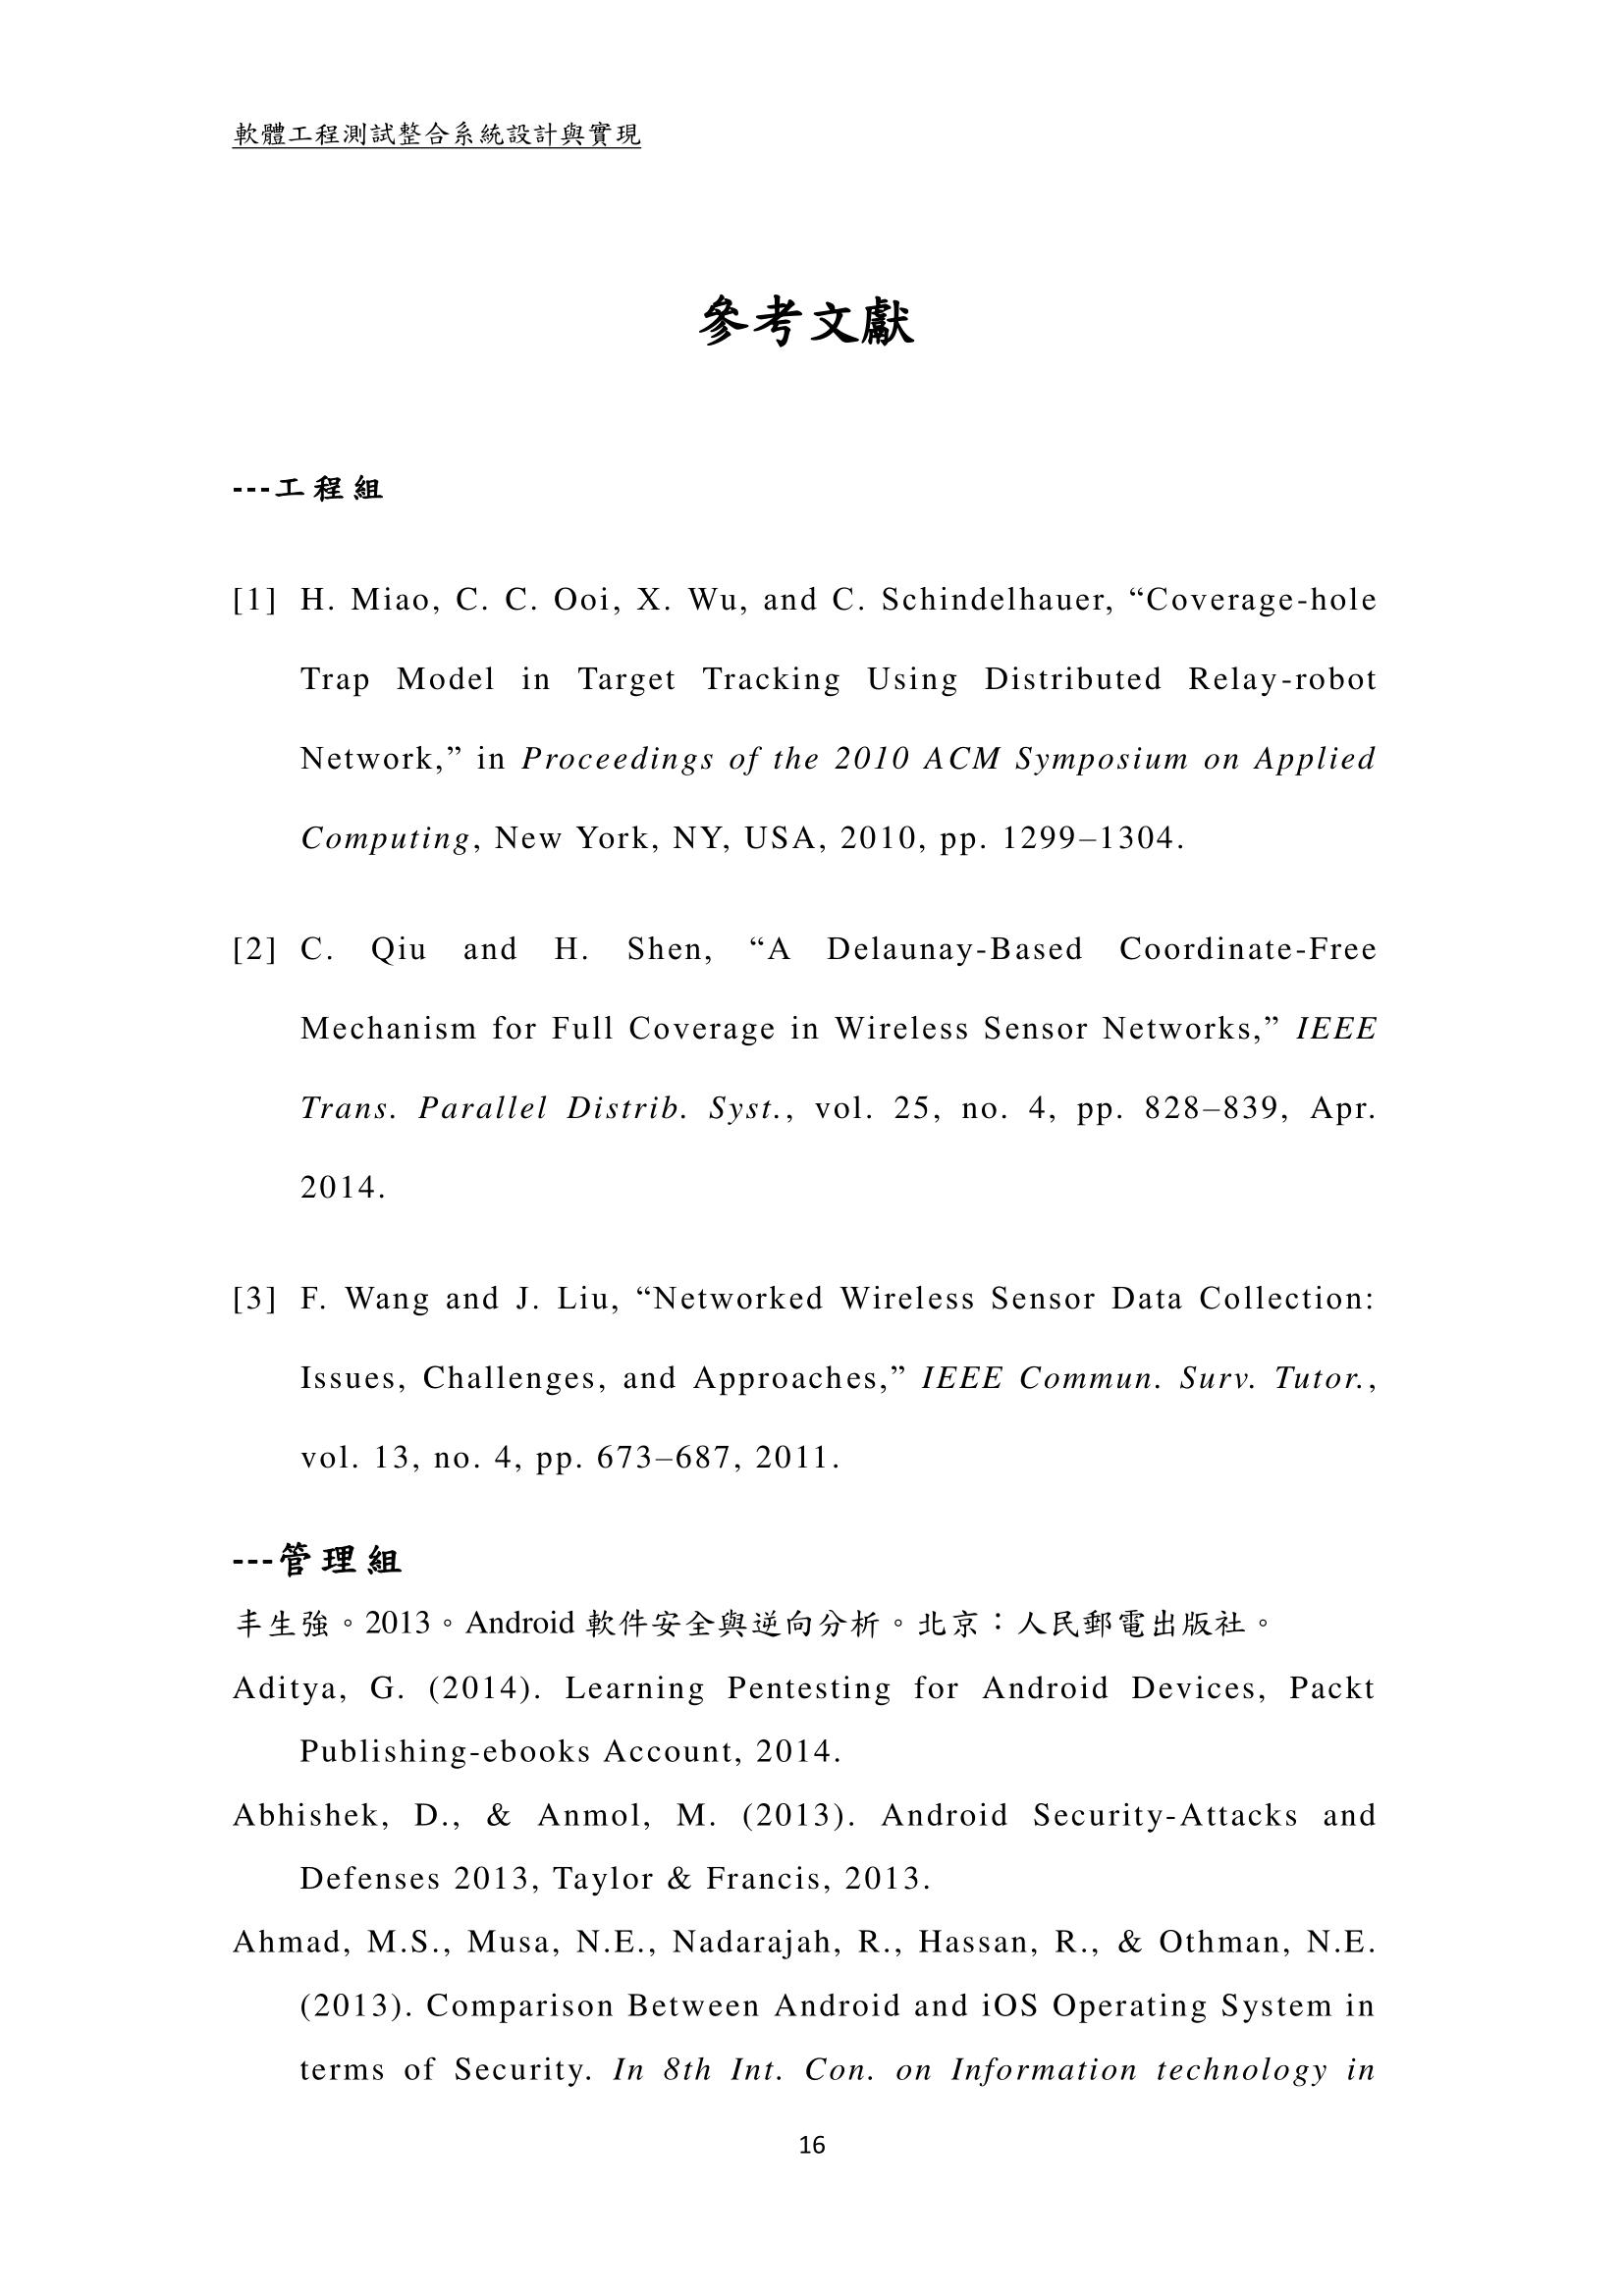 軟體工程測試整合系統設計與實現
參考文獻
---工程組
[1] H. Miao, C. C. Ooi, X. Wu, and C. Schindelhauer, “Coverage-hole
Trap Model in Target Tracking Using Distributed Relay-robot
Network,” in Proceedings of the 2010 ACM Symposium on Applied
Computing, New York, NY, USA, 2010, pp. 1299–1304.
[2] C. Qiu and H. Shen, “A Delaunay-Based Coordinate-Free
Mechanism for Full Coverage in Wireless Sensor Networks,” IEEE
Trans. Parallel Distrib. Syst., vol. 25, no. 4, pp. 828–839, Apr.
2014.
[3] F. Wang and J. Liu, “Networked Wireless Sensor Data Collection:
Issues, Challenges, and Approaches,” IEEE Commun. Surv. Tutor.,
vol. 13, no. 4, pp. 673–687, 2011.
---管理組
丰生強。2013。Android 軟件安全與逆向分析。北京：人民郵電出版社。
Aditya, G. (2014). Learning Pentesting for Android Devices, Packt
Publishing-ebooks Account, 2014.
Abhishek, D., & Anmol, M. (2013). Android Security-Attacks and
Defenses 2013, Taylor & Francis, 2013.
Ahmad, M.S., Musa, N.E., Nadarajah, R., Hassan, R., & Othman, N.E.
(2013). Comparison Between Android and iOS Operating System in
terms of Security. In 8th Int. Con. on Information technology in
16